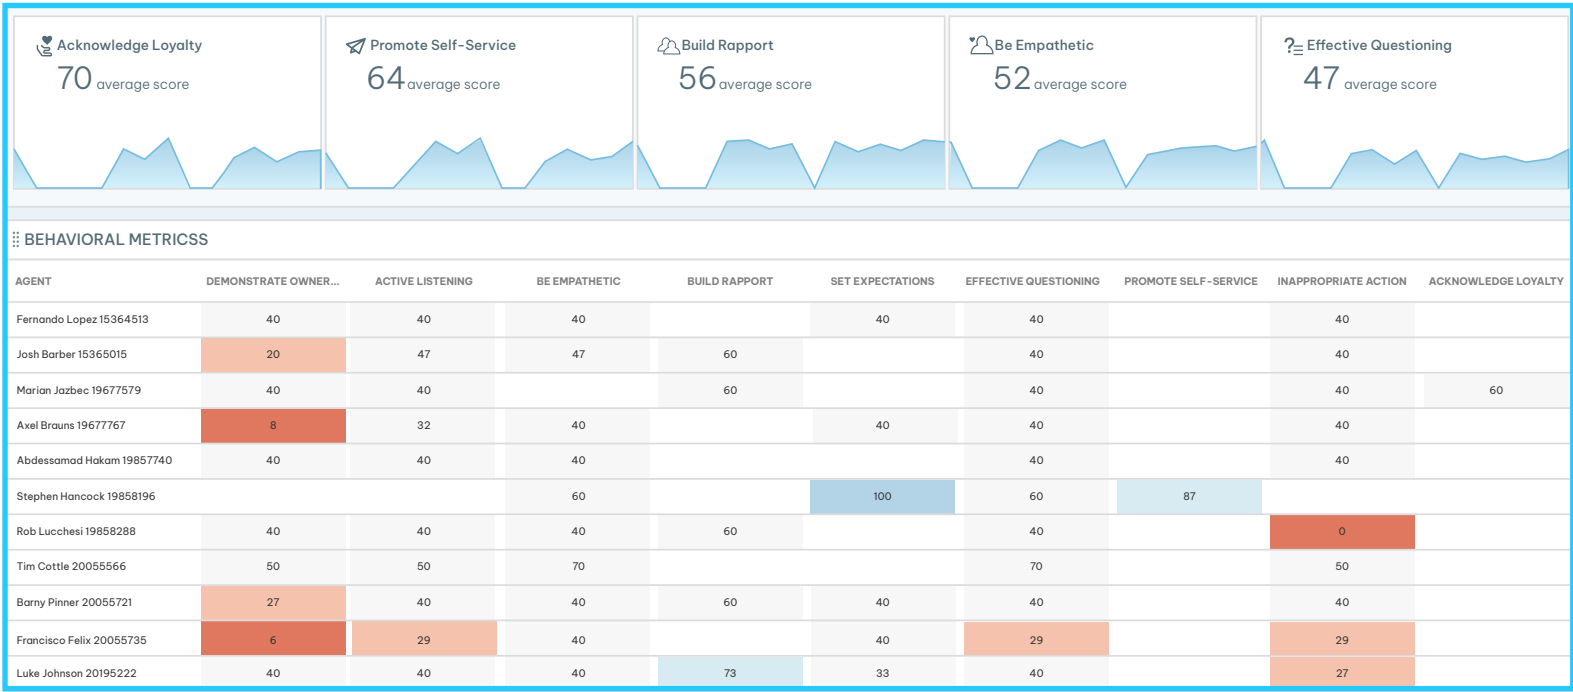 Acknowledge Loyalty
70 average score
Promote Self-Service
64 average score
Build Rapport
56 average score
Be Empathetic
52 average score
Effective Questioning
47 average score
BEHAVIORAL METRICSS
AGENT DEMONSTRATE OWNER... ACTIVE LISTENING BE EMPATHETIC BUILD RAPPORT SET EXPECTATIONS EFFECTIVE QUESTIONING PROMOTE SELF-SERVICE INAPPROPRIATE ACTION ACKNOWLEDGE LOYALTY
Fernando Lopez 15364513 40 40 40 40 40 40
Josh Barber 15365015 20 47 47 60 40 40
Marian Jazbec 19677579 40 40 60 40 40 60
Axel Brauns 19677767 8 32 40 40 40 40
Abdessamad Hakam 19857740 40 40 40 40 40
Stephen Hancock 19858196 60 100 60 87
Rob Lucchesi 19858288 40 40 40 60 40 0
Tim Cottle 20055566 50 50 70 70 50
Barny Pinner 20055721 27 40 40 60 40 40 40
Francisco Felix 20055735 6 29 40 40 29 29
Luke Johnson 20195222 40 40 40 73 33 40 27